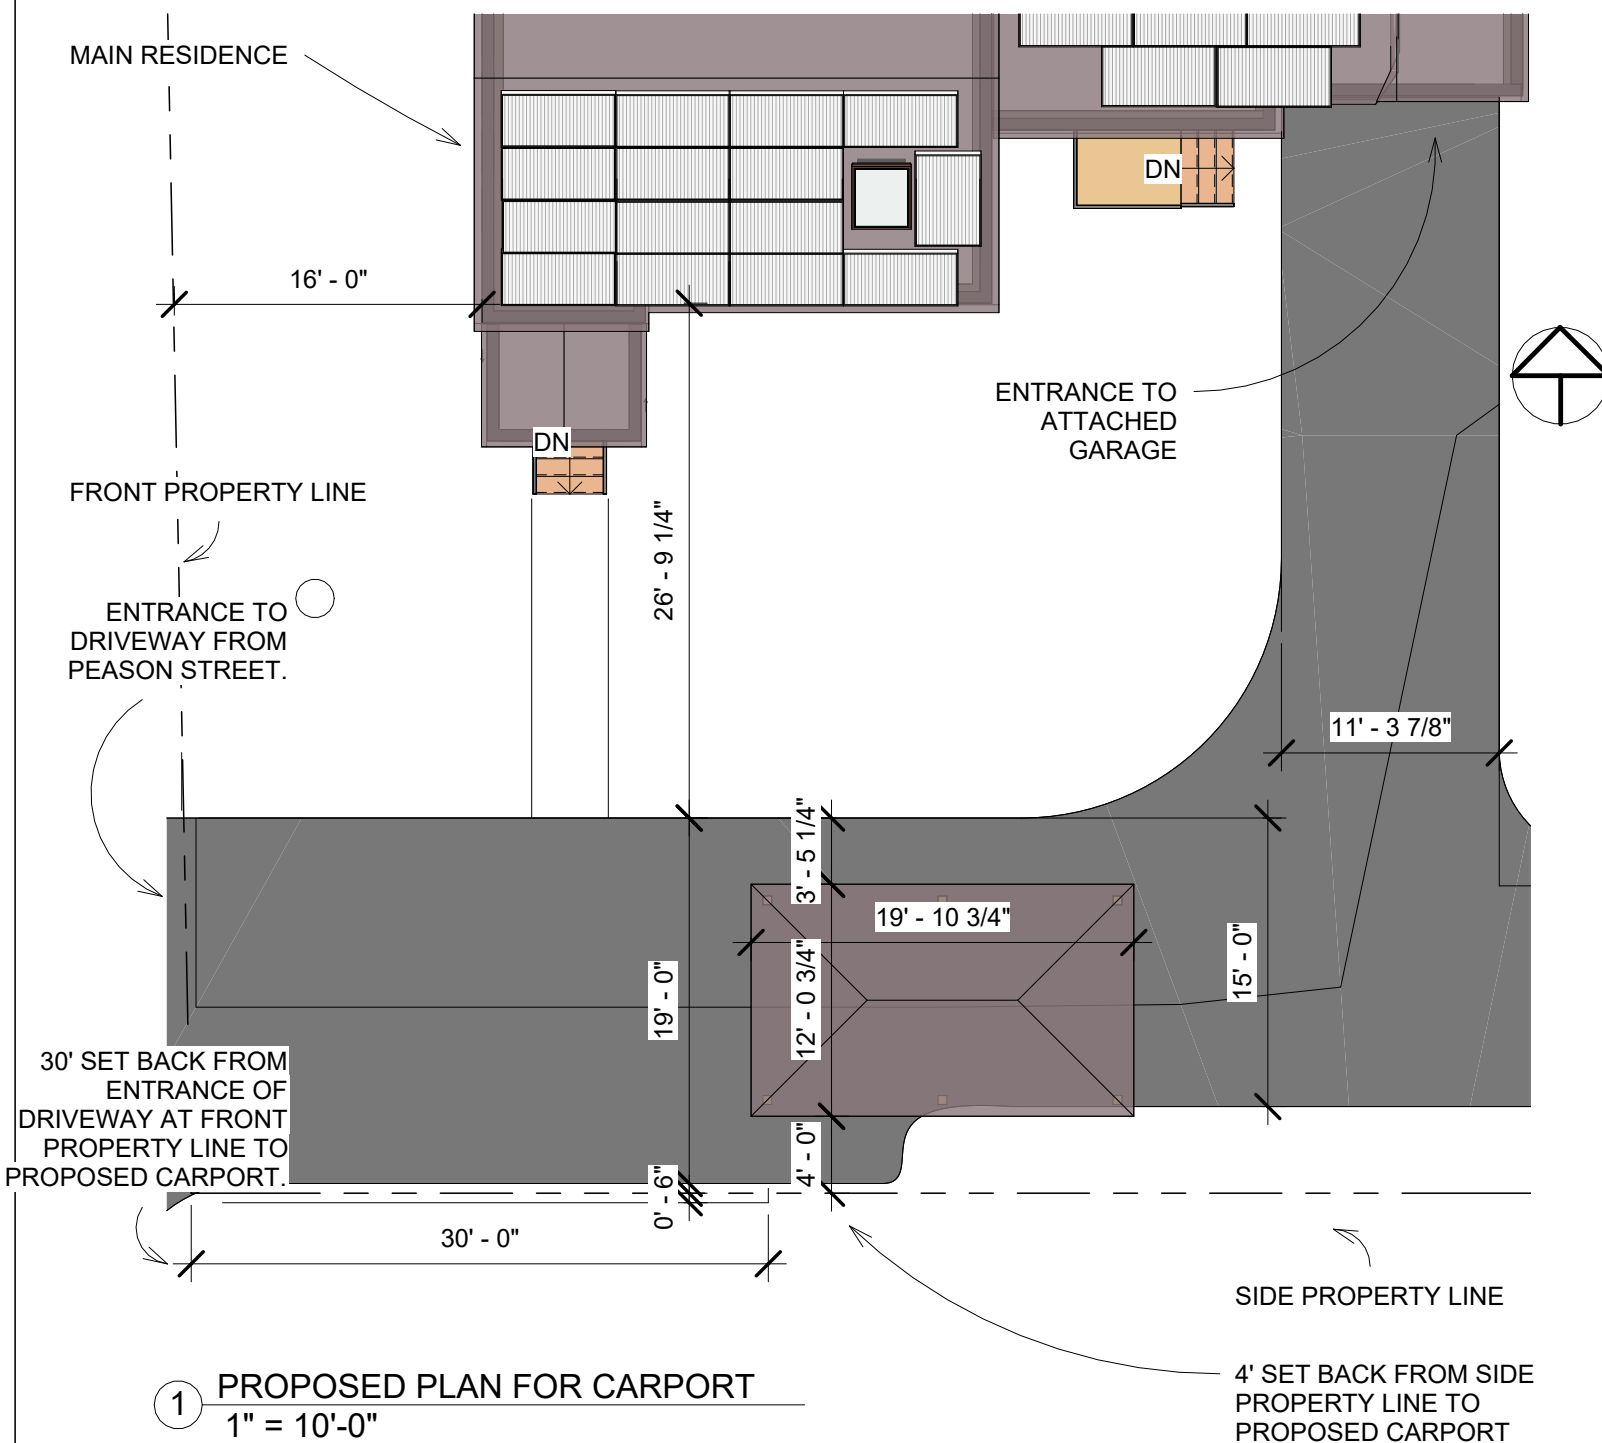 MAIN RESIDENCE
DN
16' - 0"
ENTRANCE TO
ATTACHED
GARAGE
DN
FRONT PROPERTY LINE
26' - 9 1/4"
ENTRANCE TO
DRIVEWAY FROM
PEASON STREET.
11' - 3 7/8"
3' - 5 1/4"
19' - 10 3/4"
19' - 0"
12' - 0 3/4"
15' - 0"
30' SET BACK FROM
ENTRANCE OF
DRIVEWAY AT FRONT
PROPERTY LINE TO
PROPOSED CARPORT.
4' - 0"
0' - 6"
30' - 0"
SIDE PROPERTY LINE
4' SET BACK FROM SIDE
PROPERTY LINE TO
PROPOSED CARPORT
1
PROPOSED PLAN FOR CARPORT
1" = 10'-0"